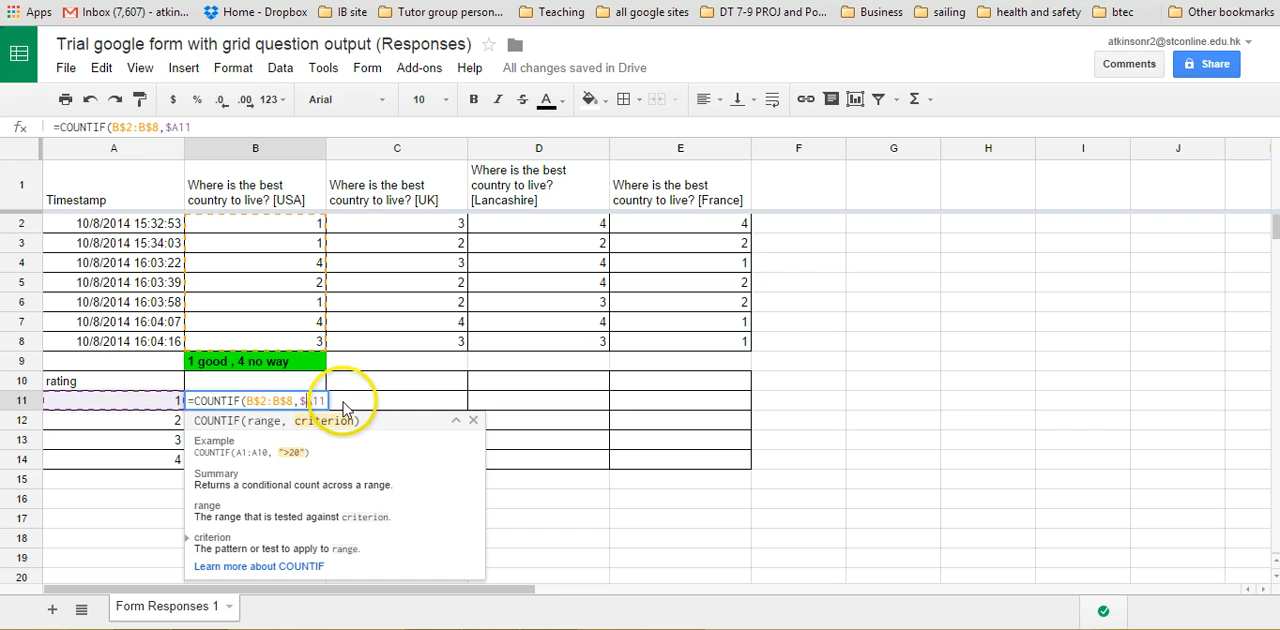 Apps Inbox (7,607) - atkin... Home - Dropbox IB site Tutor group person... Teaching all google sites DT 7-9 PROJ and Po... Business sailing health and safety btec Other bookmarks
Trial google form with grid question output (Responses)
atkinsonr2@stconline.edu.hk
File Edit View Insert Format Data Tools Form Add-ons Help All changes saved in Drive
Comments Share
$ % .0 .00 123 Arial 10 B I S A Σ
fx =COUNTIF(B$2:B$8,$A11
A B C D E F G H I J
1 Timestamp
Where is the best
country to live? [USA]
Where is the best
country to live? [UK]
Where is the best
country to live?
[Lancashire]
Where is the best
country to live? [France]
2 10/8/2014 15:32:53 1 3 4 4
3 10/8/2014 15:34:03 1 2 2 2
4 10/8/2014 16:03:22 4 3 4 1
5 10/8/2014 16:03:39 2 2 4 2
6 10/8/2014 16:03:58 1 2 3 2
7 10/8/2014 16:04:07 4 4 4 1
8 10/8/2014 16:04:16 3 3 3 1
9 1 good , 4 no way
10 rating
11 1 =COUNTIF(B$2:B$8,$A11
12 2
13 3
14 4
15
16
17
18
19
20
COUNTIF(range, criterion)
Example
COUNTIF(A1:A10, ">20")
Summary
Returns a conditional count across a range.
range
The range that is tested against criterion.
criterion
The pattern or test to apply to range.
Learn more about COUNTIF
+ Form Responses 1